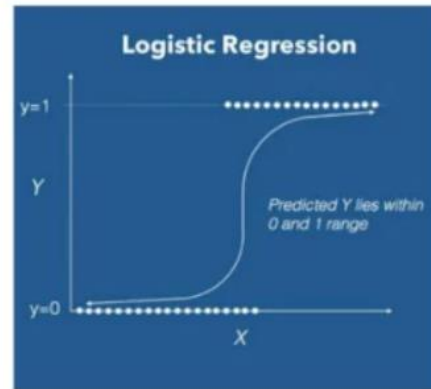 Logistic Regression
y=1
Y
Predicted Y lies within
0 and 1 range
y=0
X